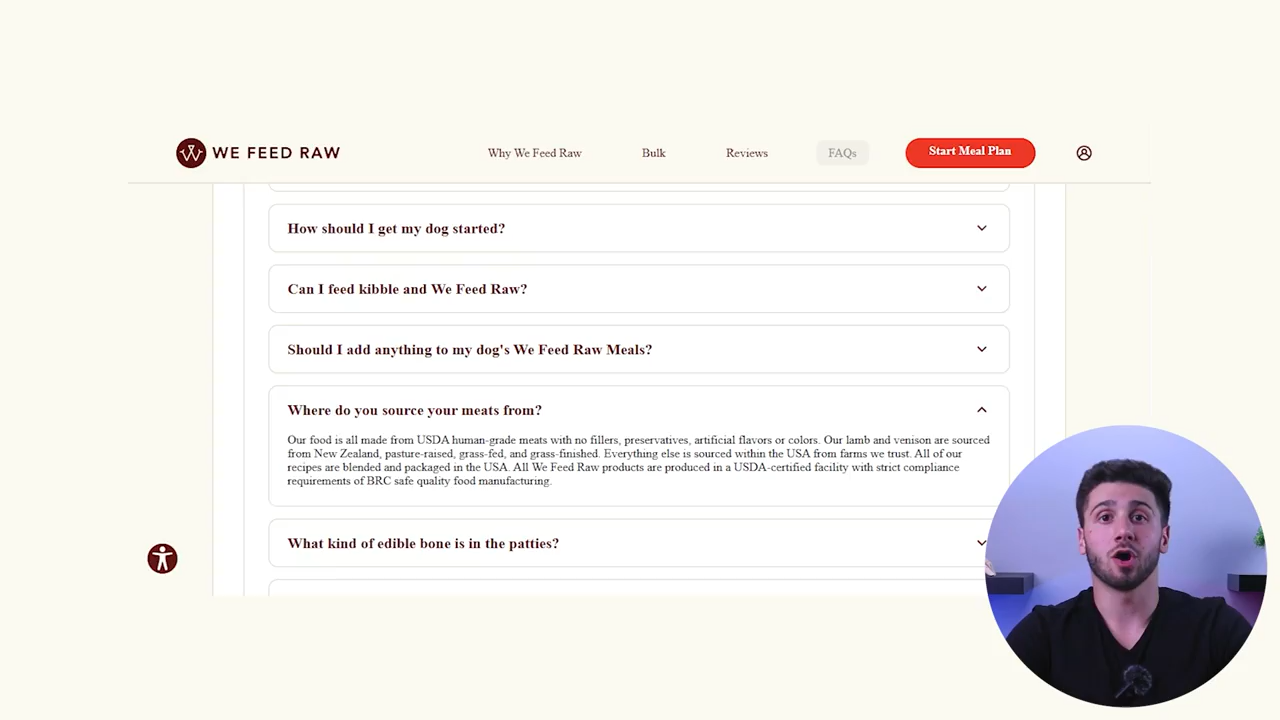 WE FEED RAW
Why We Feed Raw
Bulk
Reviews
FAQs
Start Meal Plan
How should I get my dog started?
Can I feed kibble and We Feed Raw?
Should I add anything to my dog's We Feed Raw Meals?
Where do you source your meats from?
Our food is all made from USDA human-grade meats with no fillers, preservatives, artificial flavors or colors. Our lamb and venison are sourced
from New Zealand, pasture-raised, grass-fed, and grass-finished. Everything else is sourced within the USA from farms we trust. All of our
recipes are blended and packaged in the USA. All We Feed Raw products are produced in a USDA-certified facility with strict compliance
requirements of BRC safe quality food manufacturing.
What kind of edible bone is in the patties?